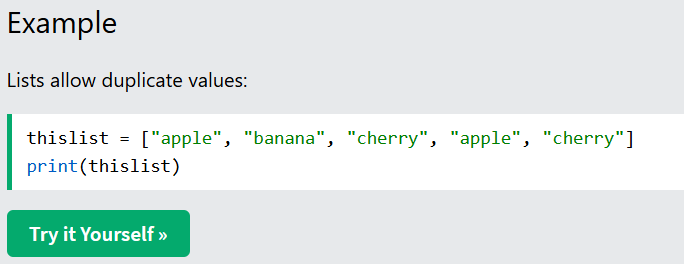 Example
Lists allow duplicate values:
thislist = ["apple", "banana", "cherry", "apple", "cherry"]
print(thislist)
Try it Yourself »